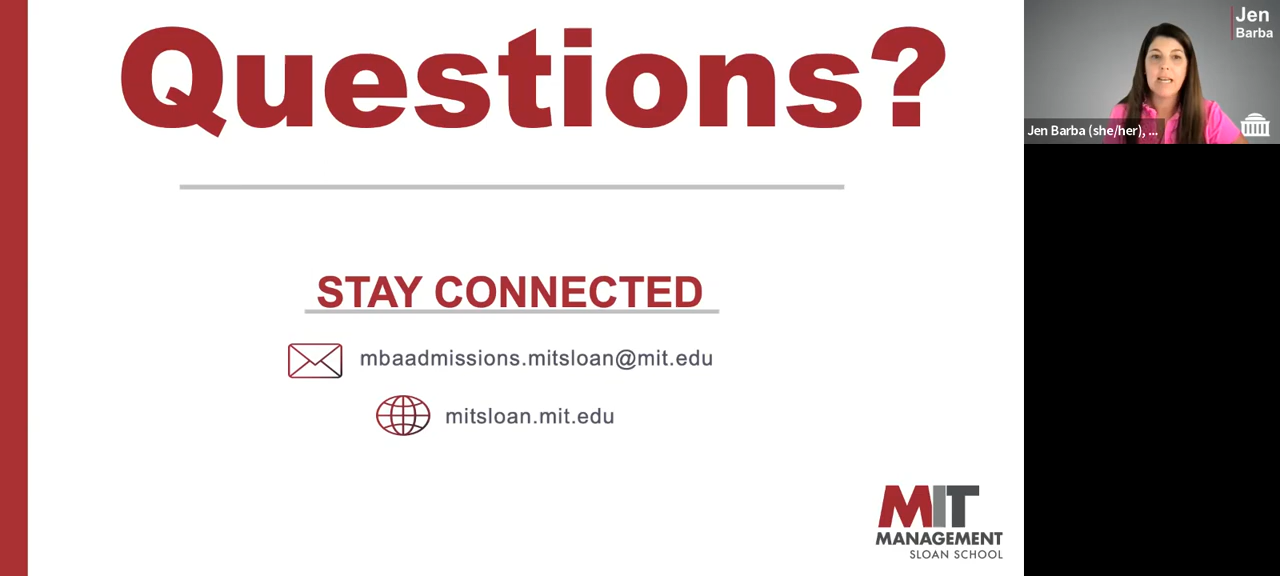 Questions?
STAY CONNECTED
mbaadmissions.mitsloan@mit.edu
mitsloan.mit.edu
MIT
MANAGEMENT
SLOAN SCHOOL
Jen
Barba
Jen Barba (she/her), ...